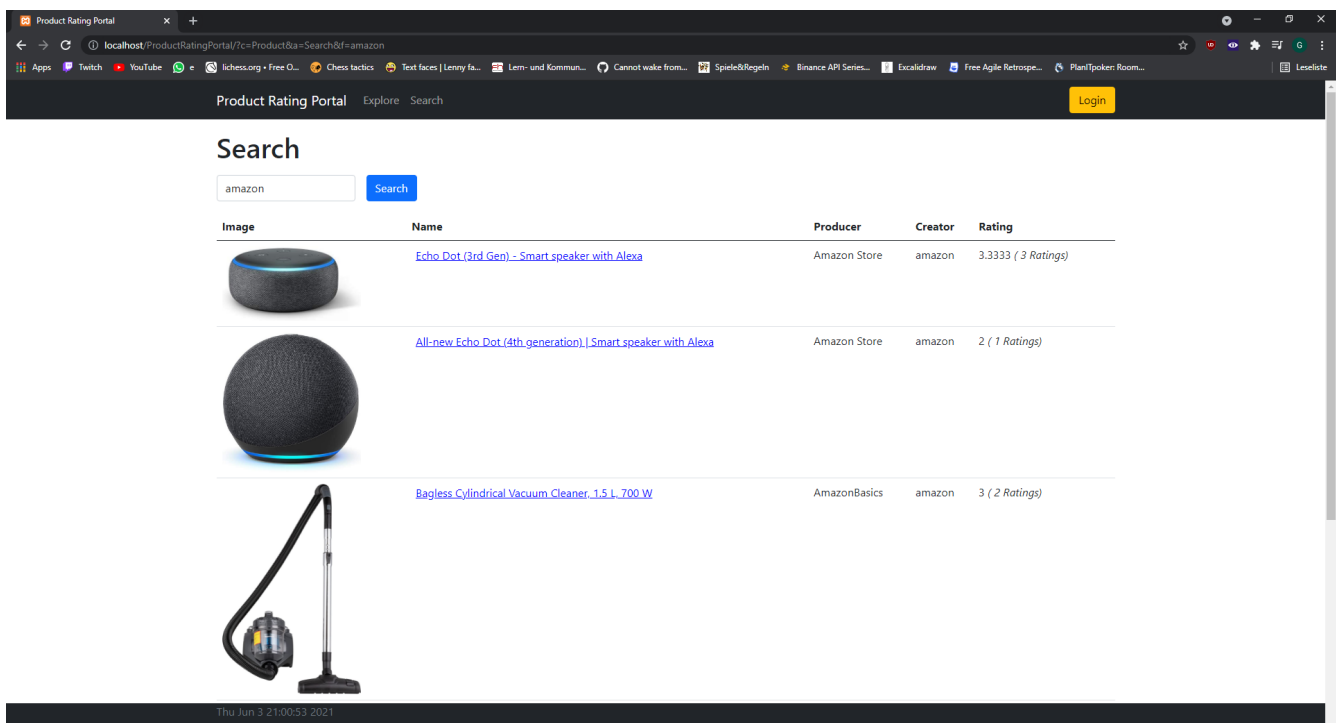 Product Rating Portal
localhost/ProductRatingPortal/?c=Product&a=Search&f=amazon
Apps Twitch YouTube e lichess.org • Free O... Chess tactics Text faces | Lenny fa... Lern- und Kommun... Cannot wake from... Spiele&Regeln Binance API Series... Excalidraw Free Agile Retrospe... PlanITpoker: Room... Leseliste
Product Rating Portal Explore Search Login
Search
amazon Search
Image Name Producer Creator Rating
Echo Dot (3rd Gen) - Smart speaker with Alexa Amazon Store amazon 3.3333 ( 3 Ratings)
All-new Echo Dot (4th generation) | Smart speaker with Alexa Amazon Store amazon 2 ( 1 Ratings)
Bagless Cylindrical Vacuum Cleaner, 1.5 L, 700 W AmazonBasics amazon 3 ( 2 Ratings)
Thu Jun 3 21:00:53 2021